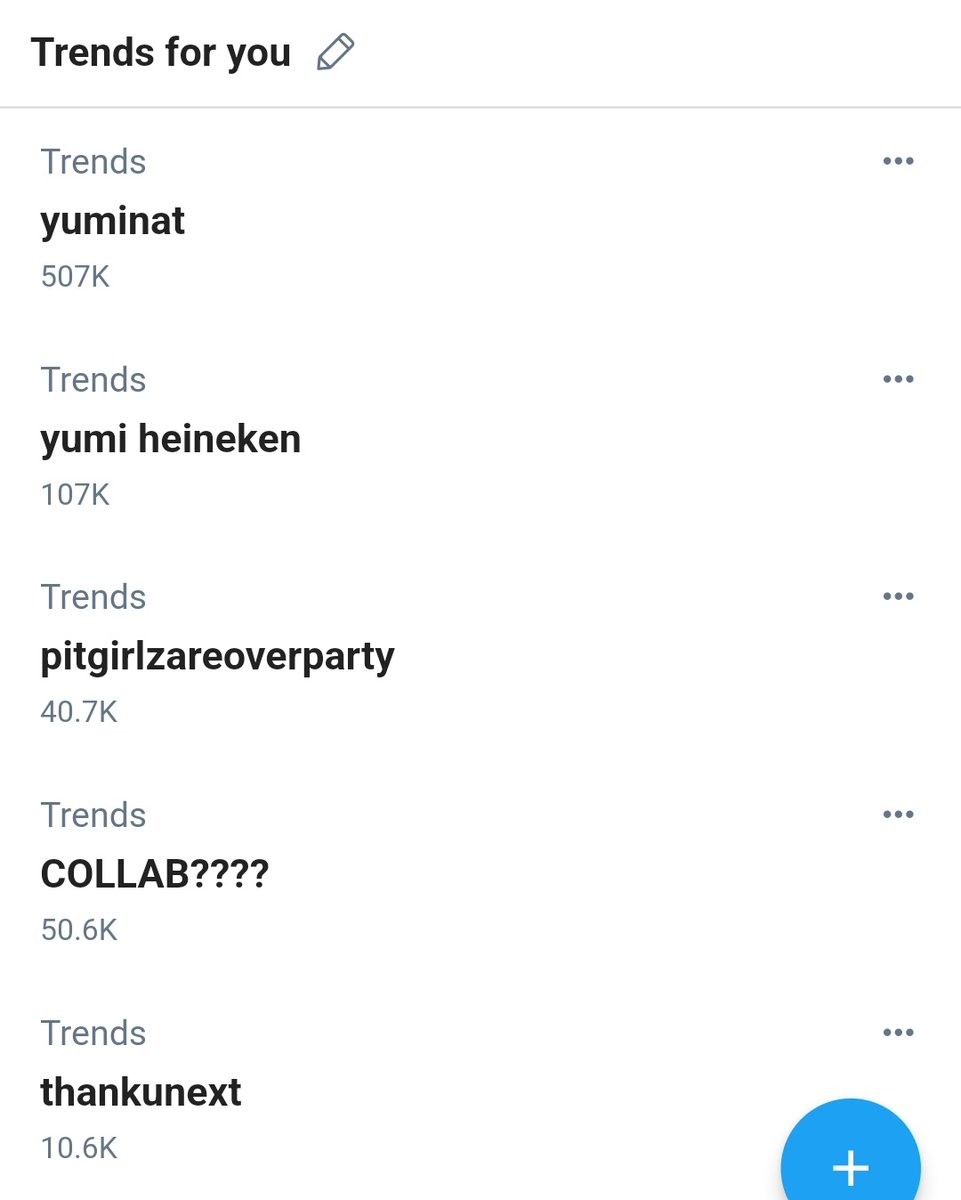 Trends for you
Trends
yuminat
507K
Trends
yumi heineken
107K
Trends
pitgirlzareoverparty
40.7K
Trends
COLLAB????
50.6K
Trends
thankunext
10.6K